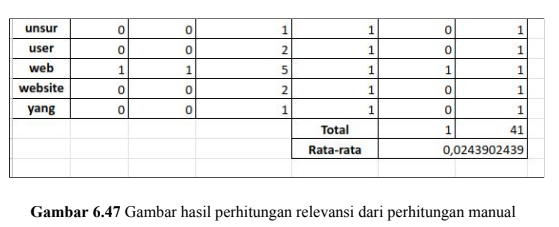 unsur 0 0 1 1 0 1
user 0 0 2 1 0 1
web 1 1 5 1 1 1
website 0 0 2 1 0 1
yang 0 0 1 1 0 1
Total 1 41
Rata-rata 0,0243902439
Gambar 6.47 Gambar hasil perhitungan relevansi dari perhitungan manual